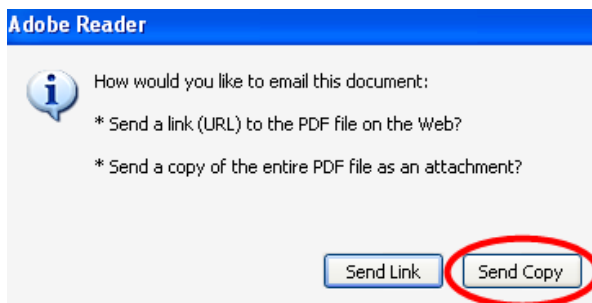 Adobe Reader
How would you like to email this document:
* Send a link (URL) to the PDF file on the Web?
* Send a copy of the entire PDF file as an attachment?
Send Link Send Copy